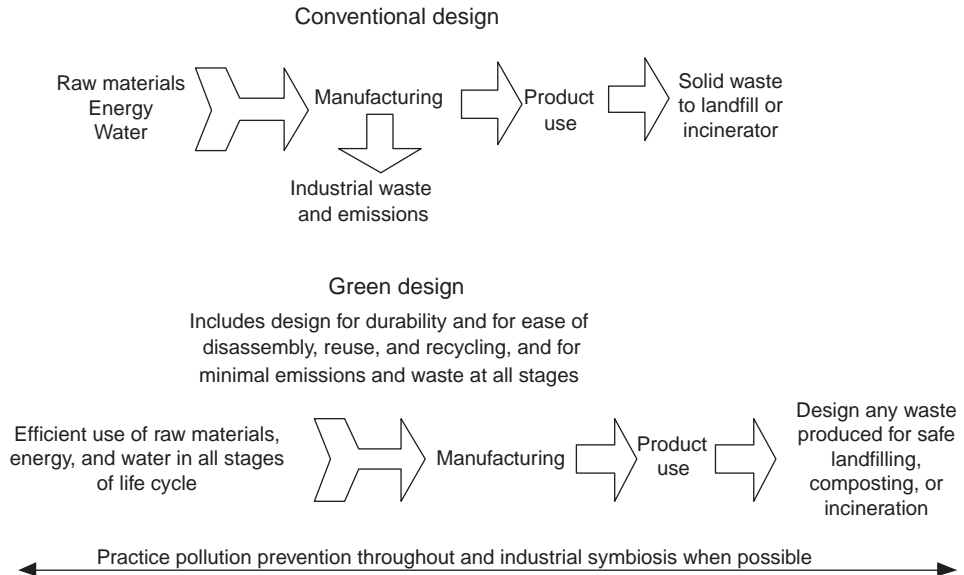 Conventional design
Raw materials
Energy
Water
Manufacturing
Product
use
Solid waste
to landfill or
incinerator
Industrial waste
and emissions
Green design
Includes design for durability and for ease of
disassembly, reuse, and recycling, and for
minimal emissions and waste at all stages
Efficient use of raw materials,
energy, and water in all stages
of life cycle
Manufacturing
Product
use
Design any waste
produced for safe
landfilling,
composting, or
incineration
Practice pollution prevention throughout and industrial symbiosis when possible